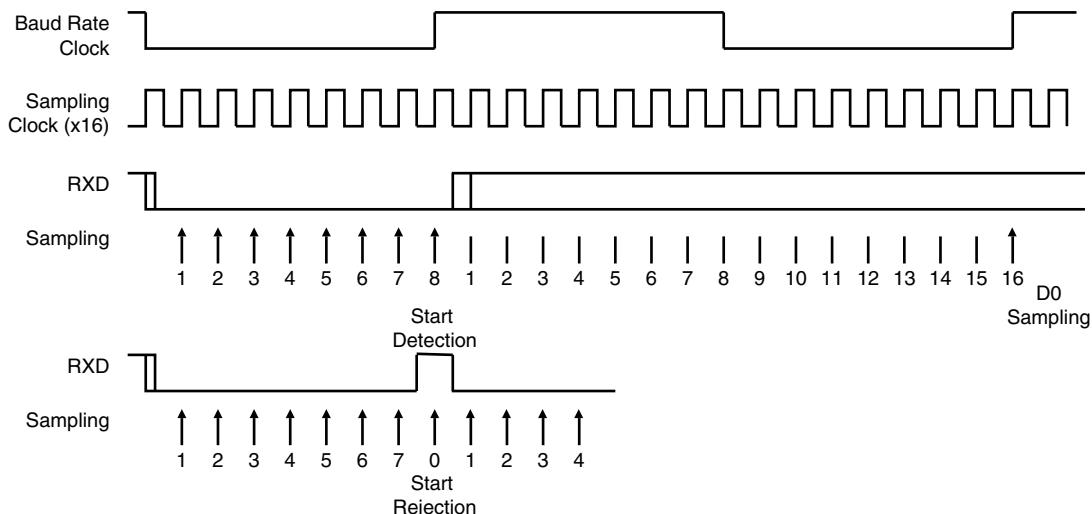 Baud Rate
Clock
Sampling
Clock (x16)
RXD
Sampling
1 2 3 4 5 6 7 8 1 2 3 4 5 6 7 8 9 10 11 12 13 14 15 16
D0
Sampling
Start
Detection
RXD
Sampling
1 2 3 4 5 6 7 0 1 2 3 4
Start
Rejection